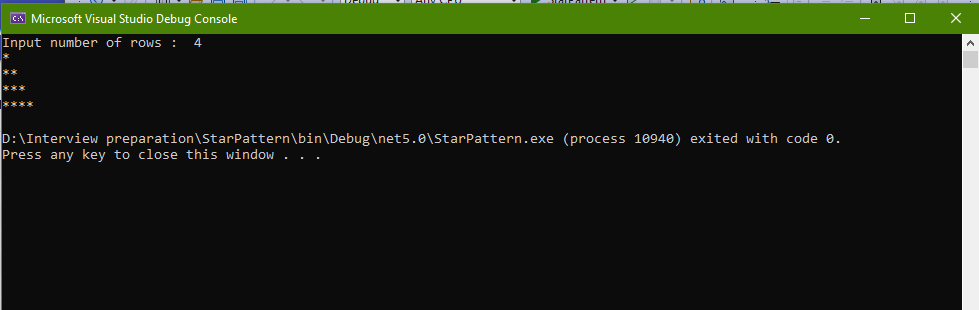 Microsoft Visual Studio Debug Console
Input number of rows :  4
*
**
***
****
D:\Interview preparation\StarPattern\bin\Debug\net5.0\StarPattern.exe (process 10940) exited with code 0.
Press any key to close this window . . .